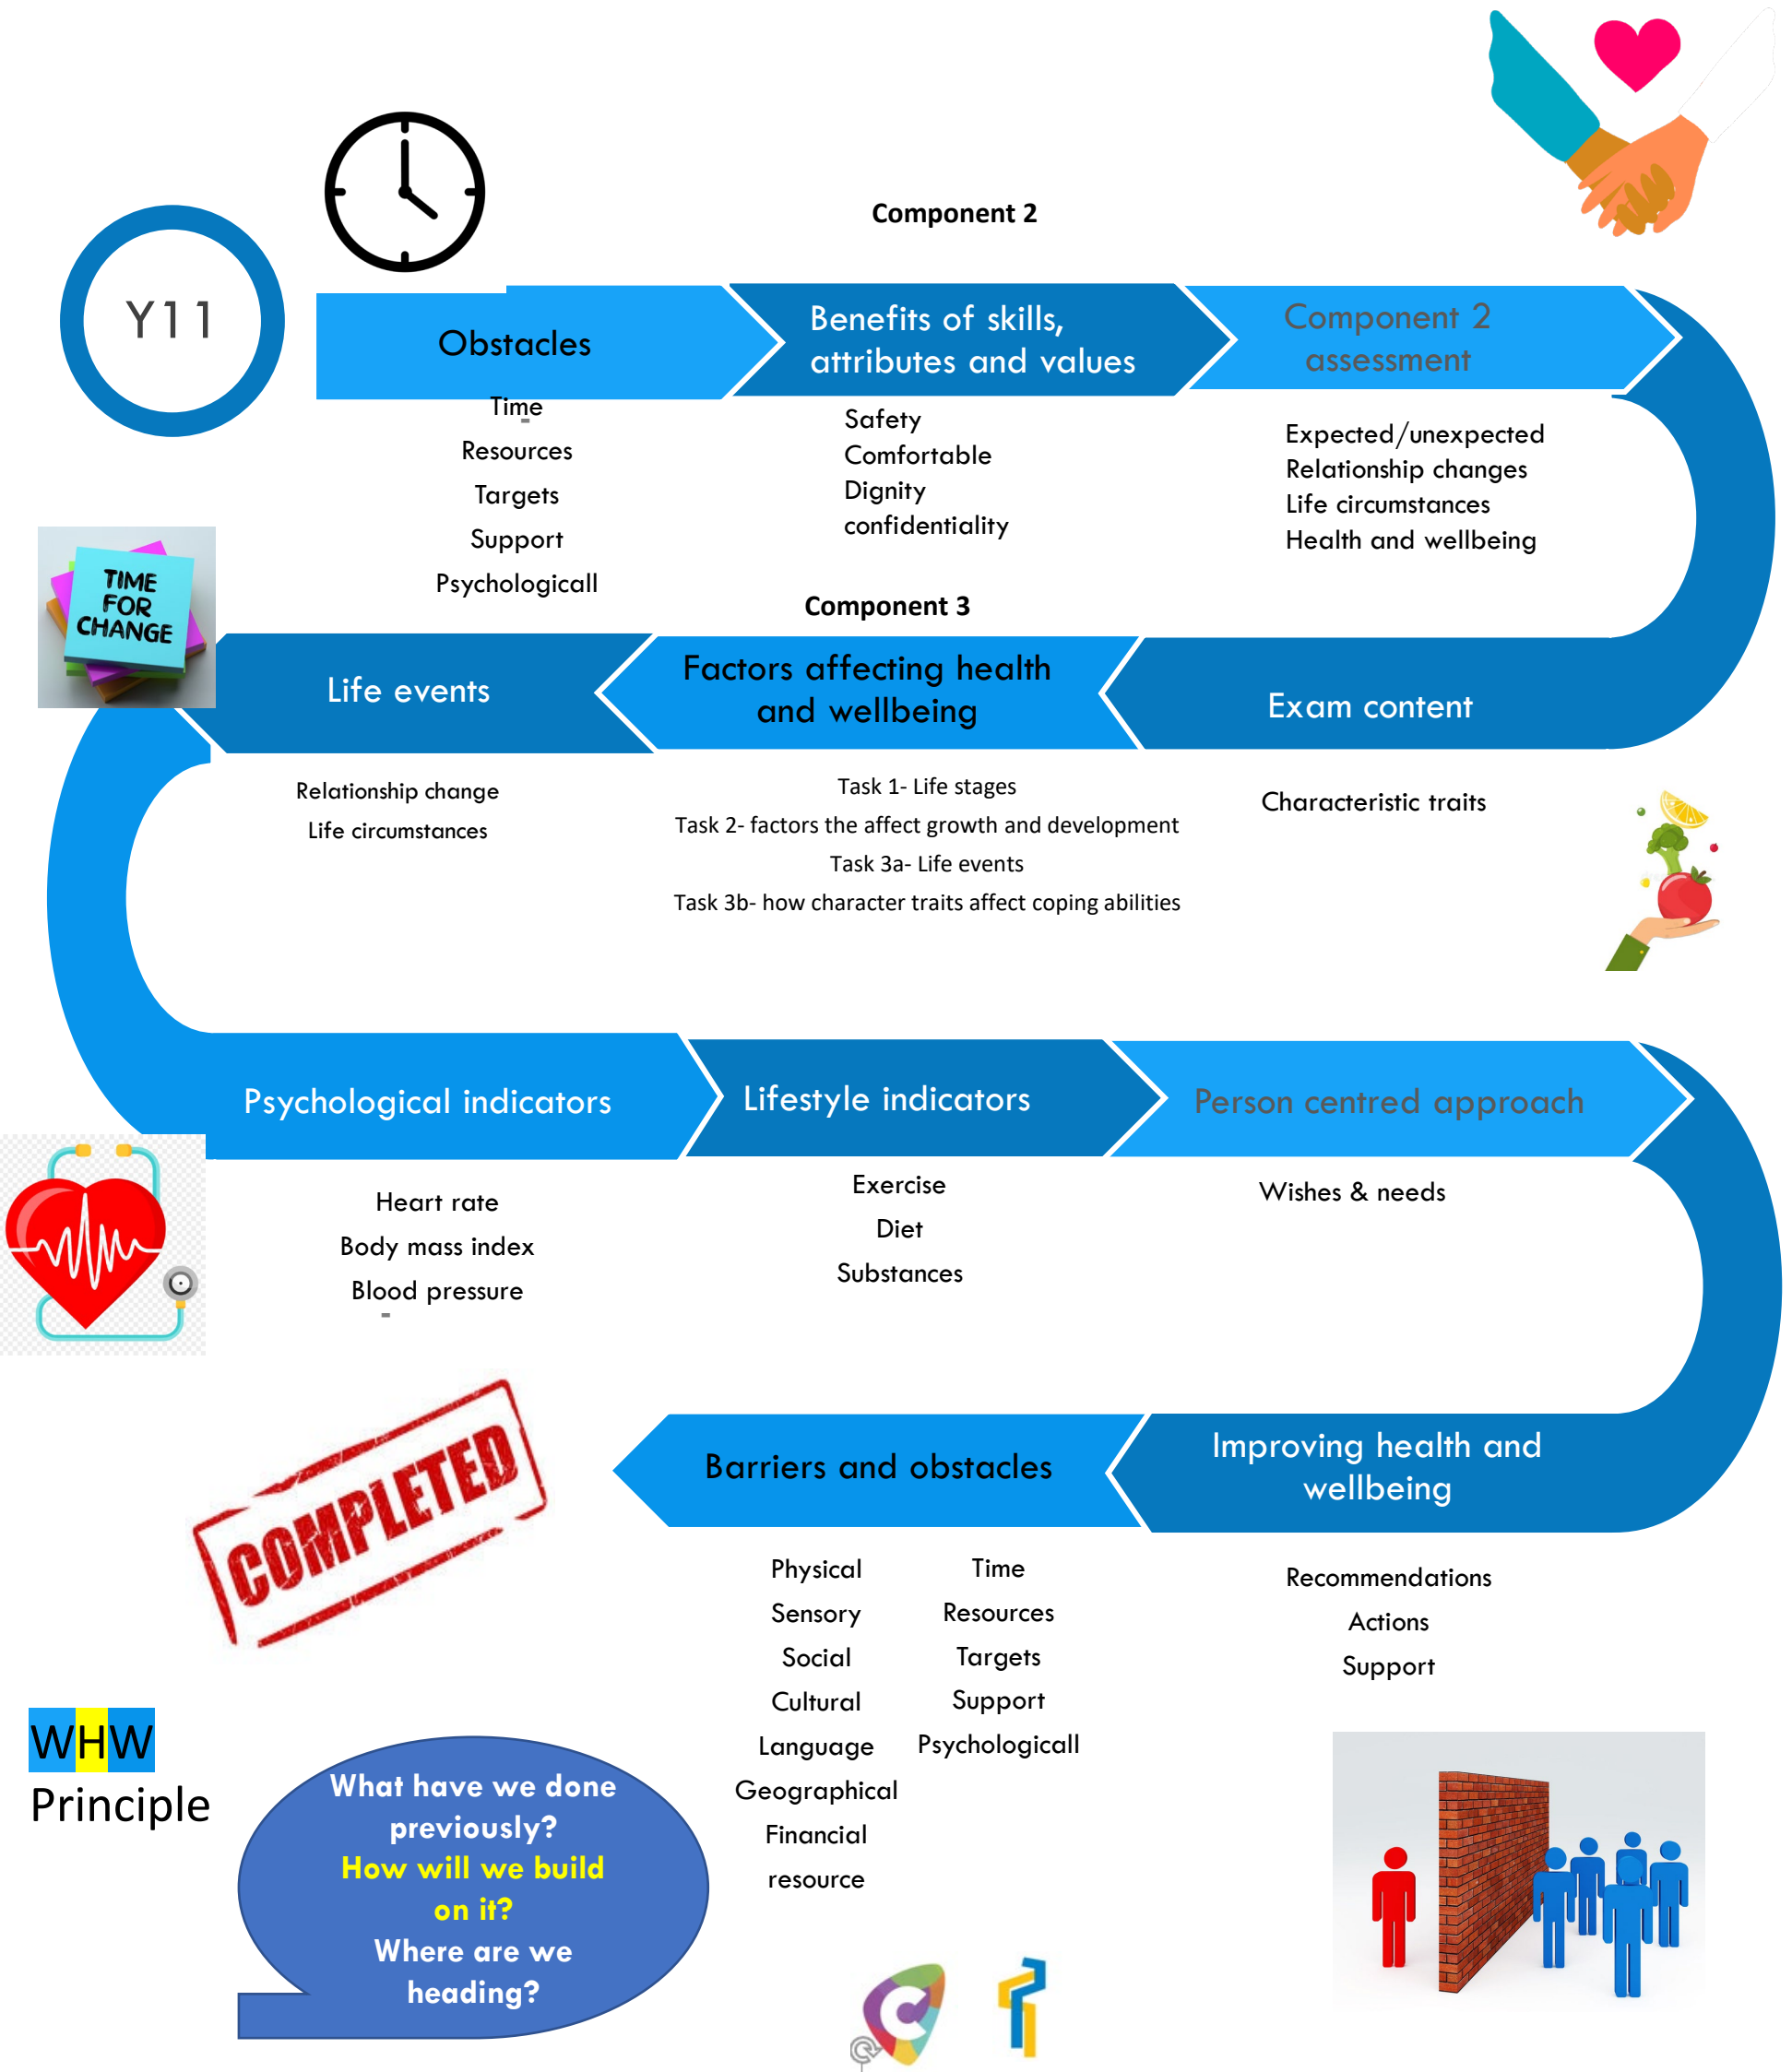 Component 2
Y11
Obstacles
Time
-
Resources
Targets
Support
Psychologicall
Benefits of skills,
attributes and values
Safety
Comfortable
Dignity
confidentiality
Component 2
assessment
Expected/unexpected
Relationship changes
Life circumstances
Health and wellbeing
TIME
FOR
CHANGE
Component 3
Exam content
Characteristic traits
Factors affecting health
and wellbeing
Task 1- Life stages
Task 2- factors the affect growth and development
Task 3a- Life events
Task 3b- how character traits affect coping abilities
Life events
Relationship change
Life circumstances
Psychological indicators
Heart rate
Body mass index
Blood pressure
-
Lifestyle indicators
Exercise
Diet
Substances
Person centred approach
Wishes & needs
Improving health and
wellbeing
Recommendations
Actions
Support
Barriers and obstacles
Physical
Sensory
Social
Cultural
Language
Geographical
Financial
resource
Time
Resources
Targets
Support
Psychologicall
COMPLETED
WHW
Principle
What have we done
previously?
How will we build
on it?
Where are we
heading?
C